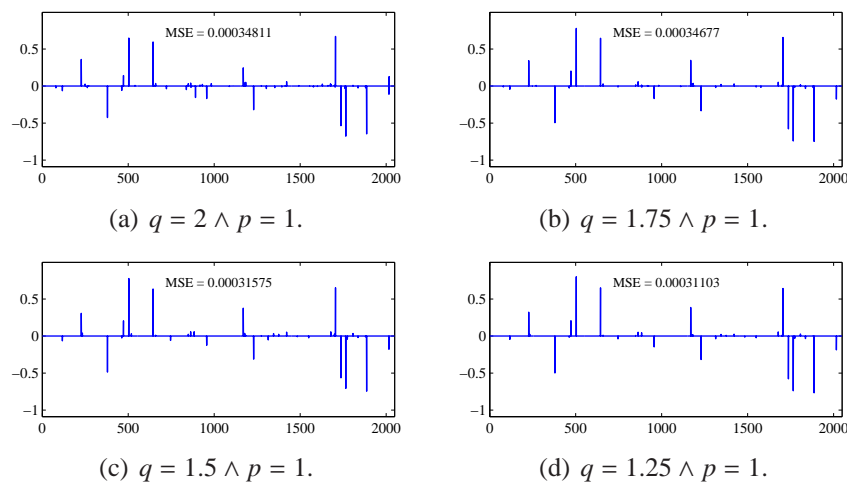 MSE = 0.00034811
0.5
0
−0.5
−1
0 500 1000 1500 2000
(a) q = 2 ∧ p = 1.
MSE = 0.00034677
0.5
0
−0.5
−1
0 500 1000 1500 2000
(b) q = 1.75 ∧ p = 1.
MSE = 0.00031575
0.5
0
−0.5
−1
0 500 1000 1500 2000
(c) q = 1.5 ∧ p = 1.
MSE = 0.00031103
0.5
0
−0.5
−1
0 500 1000 1500 2000
(d) q = 1.25 ∧ p = 1.